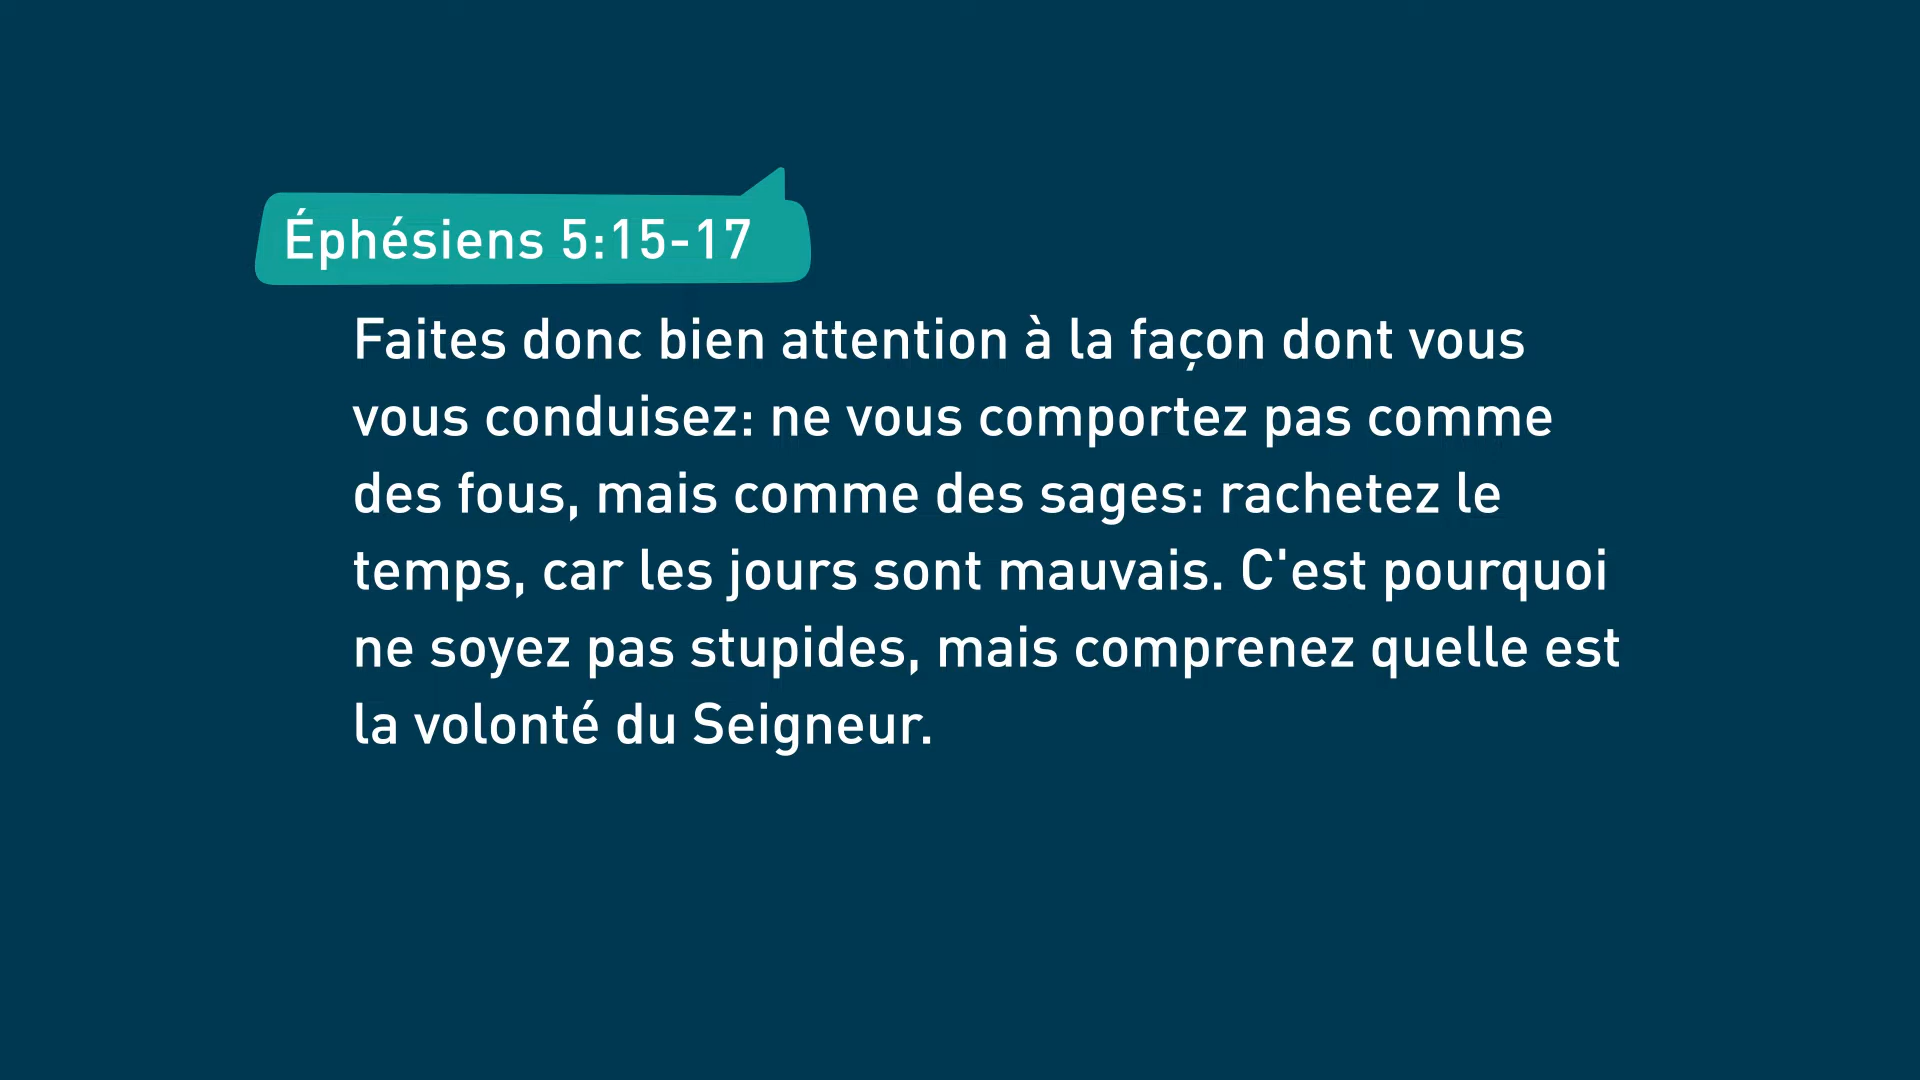 Éphésiens 5:15-17
Faites donc bien attention à la façon dont vous
vous conduisez: ne vous comportez pas comme
des fous, mais comme des sages: rachetez le
temps, car les jours sont mauvais. C'est pourquoi
ne soyez pas stupides, mais comprenez quelle est
la volonté du Seigneur.